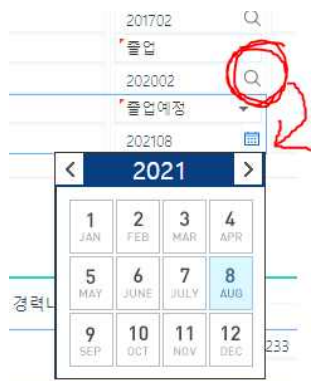 201702
졸업
202002
졸업예정
202108
< 2021 >
1 2 3 4
JAN FEB MAR APR
5 6 7 8
MAY JUNE JULY AUG
경력
9 10 11 12
SEP OCT NOV DEC
233